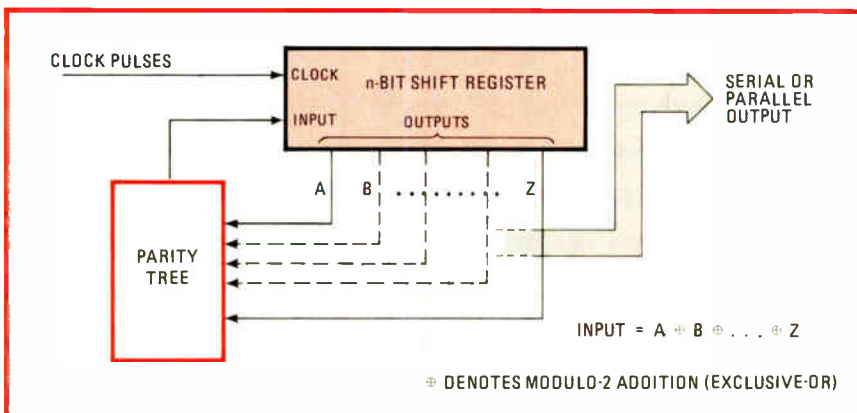 CLOCK PULSES
CLOCK
n-BIT SHIFT REGISTER
INPUT
OUTPUTS
SERIAL OR
PARALLEL
OUTPUT
A
B
.........
Z
PARITY
TREE
INPUT = A ⊕ B ⊕ . . . ⊕ Z
⊕ DENOTES MODULO-2 ADDITION (EXCLUSIVE-OR)